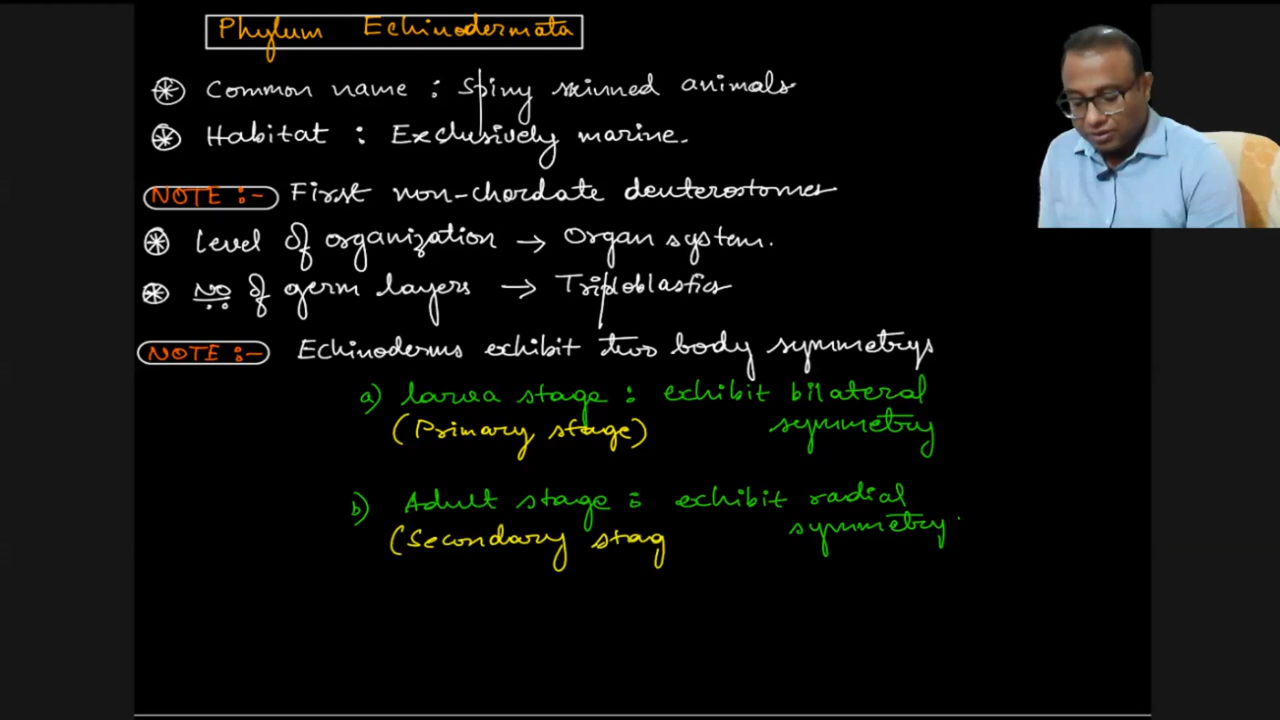 Phylum Echinodermata
Common name : Spiny skinned animals
Habitat : Exclusively marine.
NOTE :- First non-chordate deuterostomes
Level of organization → Organ system.
No of germ layers → Triploblastics
NOTE :- Echinoderms exhibit two body symmetrys
a) larvea stage : exhibit bilateral
(Primary stage) symmetry
b) Adult stage : exhibit radial
(Secondary stag symmetry.